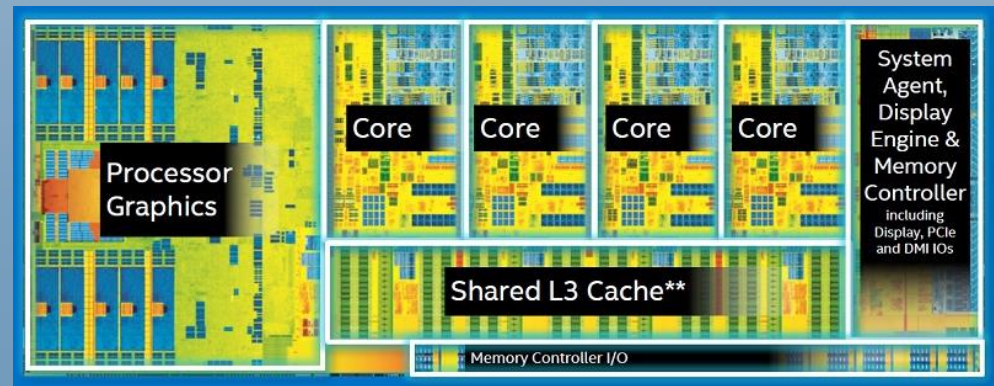 Processor
Graphics
Core
Core
Core
Core
System
Agent,
Display
Engine &
Memory
Controller
including
Display, PCIe
and DMI IOs
Shared L3 Cache**
Memory Controller I/O